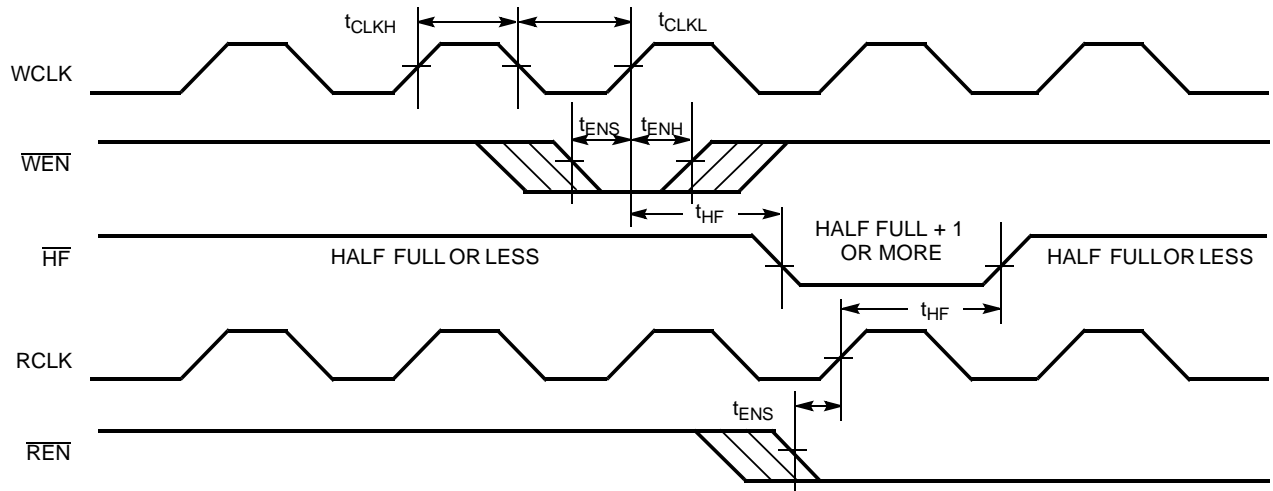 tCLKH
tCLKL
WCLK
tENS
tENH
WEN
tHF
HALF FULL + 1
OR MORE
HF
HALF FULL OR LESS
HALF FULL OR LESS
tHF
RCLK
tENS
REN